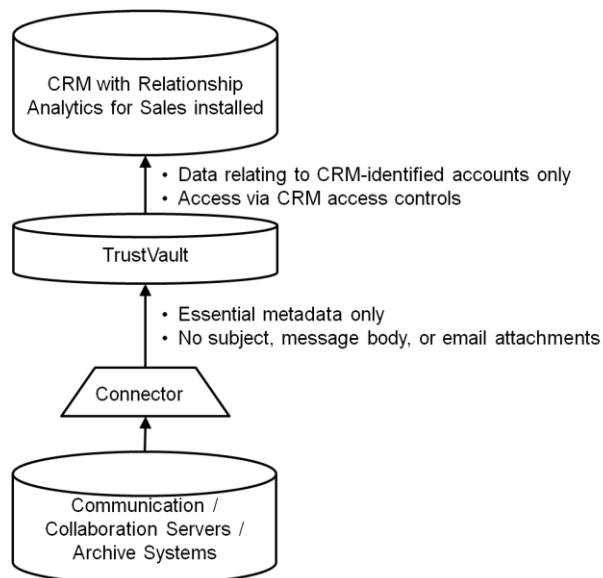 CRM with Relationship
Analytics for Sales installed
• Data relating to CRM-identified accounts only
• Access via CRM access controls
TrustVault
• Essential metadata only
• No subject, message body, or email attachments
Connector
Communication /
Collaboration Servers /
Archive Systems